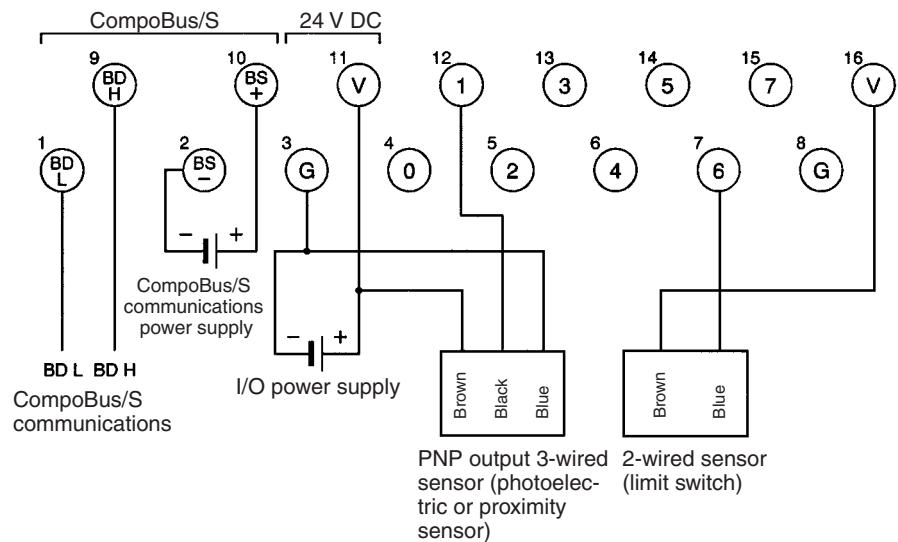 CompoBus/S 24 V DC
9 10 11 12 13 14 15 16
BD H BS + V 1 3 5 7 V
1 2 3 4 5 6 7 8
BD L BS – G 0 2 4 6 G
– +
CompoBus/S
communications
power supply
– +
I/O power supply
BD L BD H
CompoBus/S
communications
Brown Black Blue
Brown Blue
PNP output 3-wired
sensor (photoelec-
tric or proximity
sensor)
2-wired sensor
(limit switch)